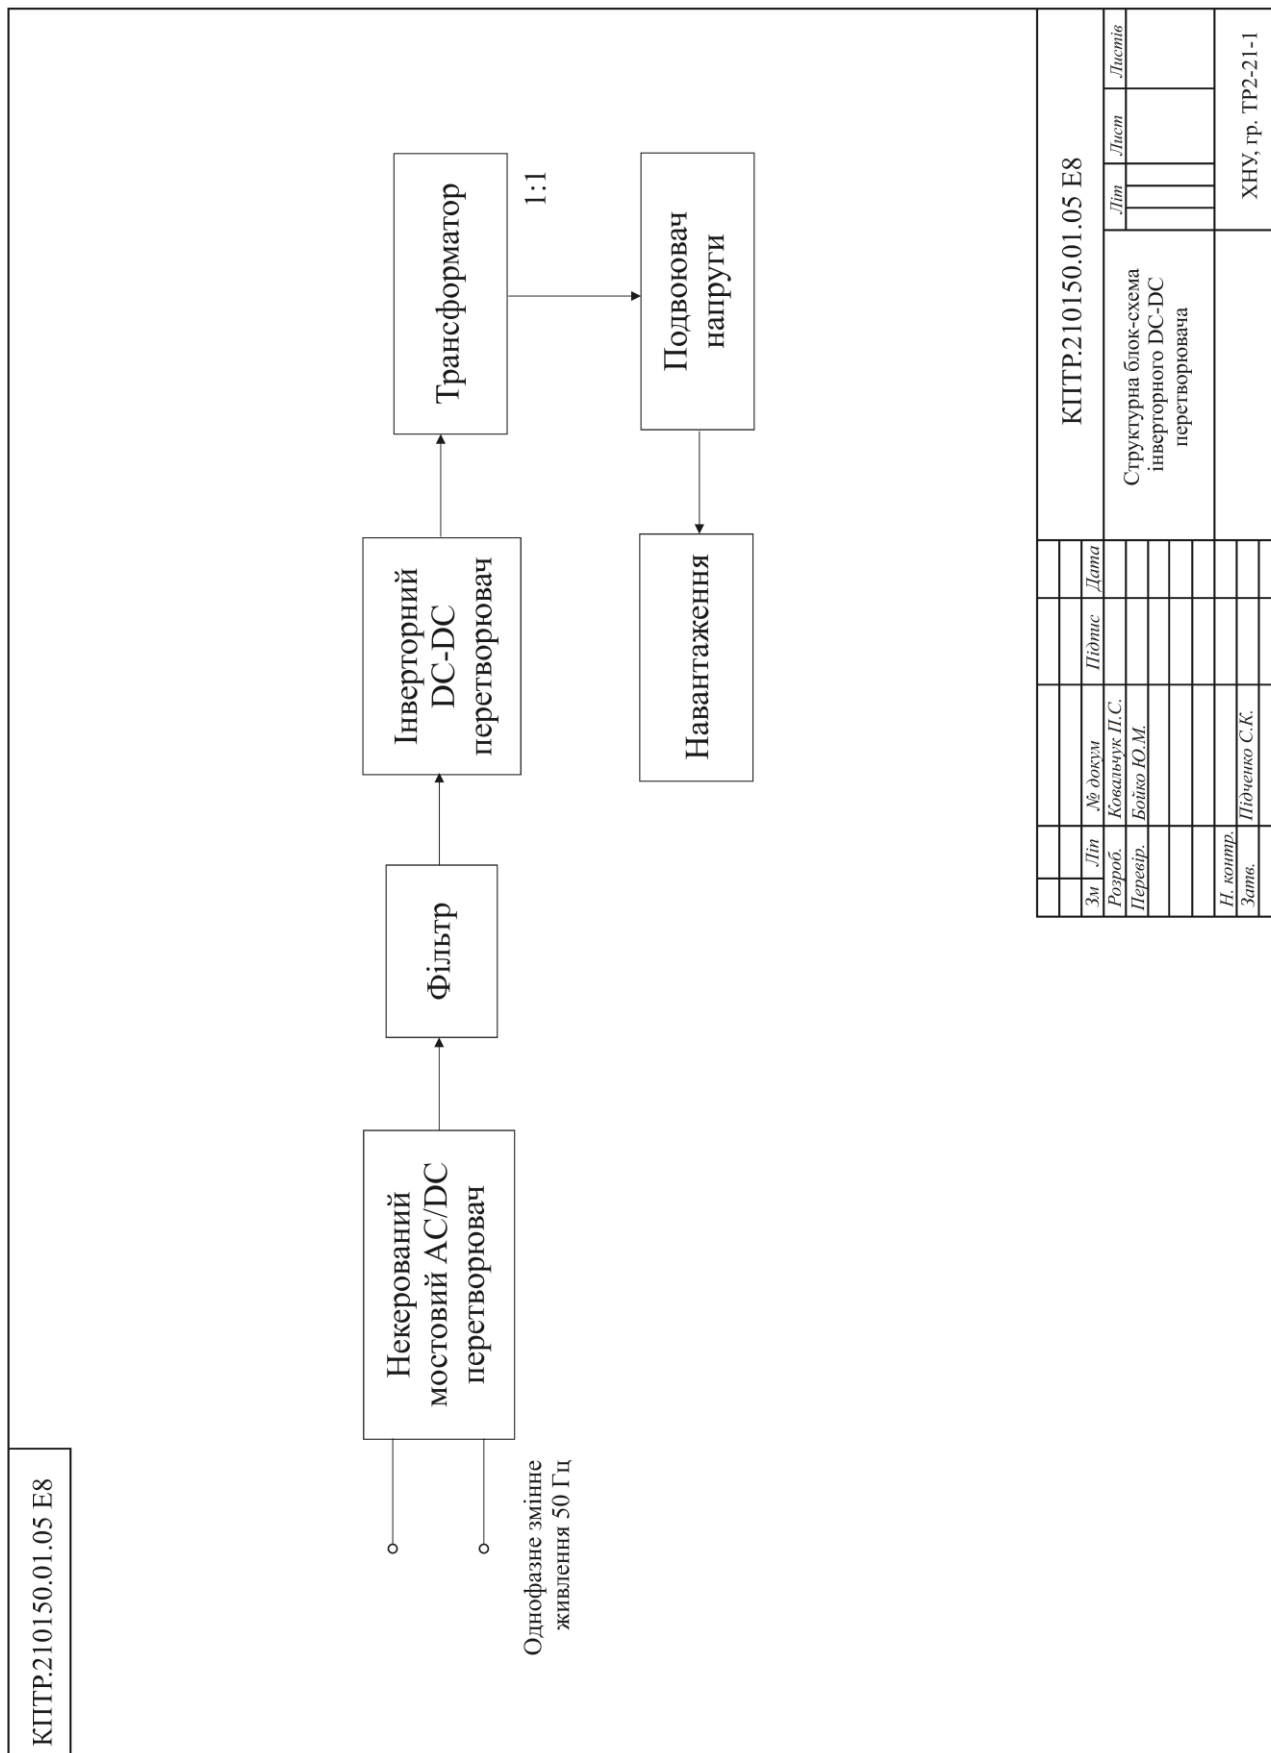 КПТР.210150.01.05 Е8
Однофазне змінне
живлення 50 Гц
Некерований
мостовий AC/DC
перетворювач
Фільтр
Інверторний
DC-DC
перетворювач
Трансформатор
1:1
Подвоювач
напруги
Навантаження
КПТР.210150.01.05 Е8
Зм Літ № докум Підпис Дата
Розроб. Ковальчук П.С.
Перевір. Бойко Ю.М.
Н. контр.
Затв. Підченко С.К.
Структурна блок-схема
інверторного DC-DC
перетворювача
Літ Лист Листів
ХНУ, гр. ТР2-21-1